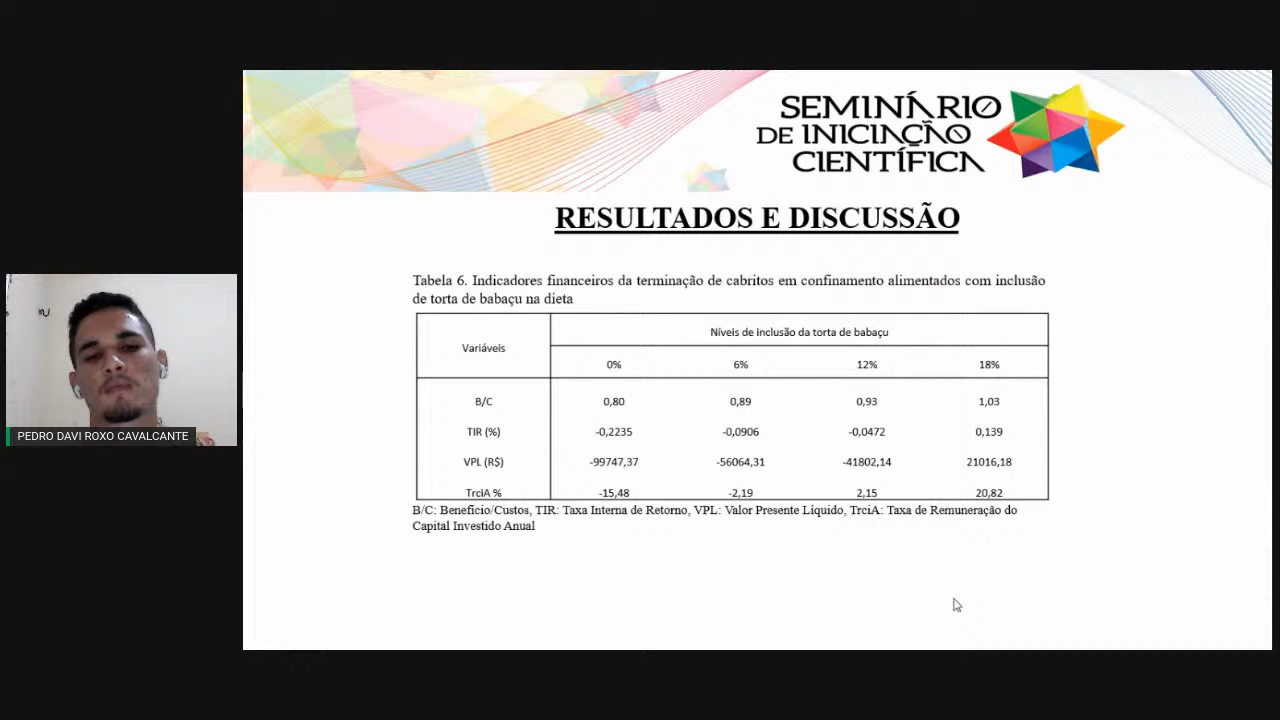 SEMINÁRIO
DE INICIAÇÃO
CIENTÍFICA
RESULTADOS E DISCUSSÃO
Tabela 6. Indicadores financeiros da terminação de cabritos em confinamento alimentados com inclusão
de torta de babaçu na dieta
Variáveis
Níveis de inclusão da torta de babaçu
0% 6% 12% 18%
B/C 0,80 0,89 0,93 1,03
TIR (%) -0,2235 -0,0906 -0,0472 0,139
VPL (R$) -99747,37 -56064,31 -41802,14 21016,18
TrciA % -15,48 -2,19 2,15 20,82
B/C: Benefício/Custos, TIR: Taxa Interna de Retorno, VPL: Valor Presente Líquido, TrciA: Taxa de Remuneração do
Capital Investido Anual
PEDRO DAVI ROXO CAVALCANTE